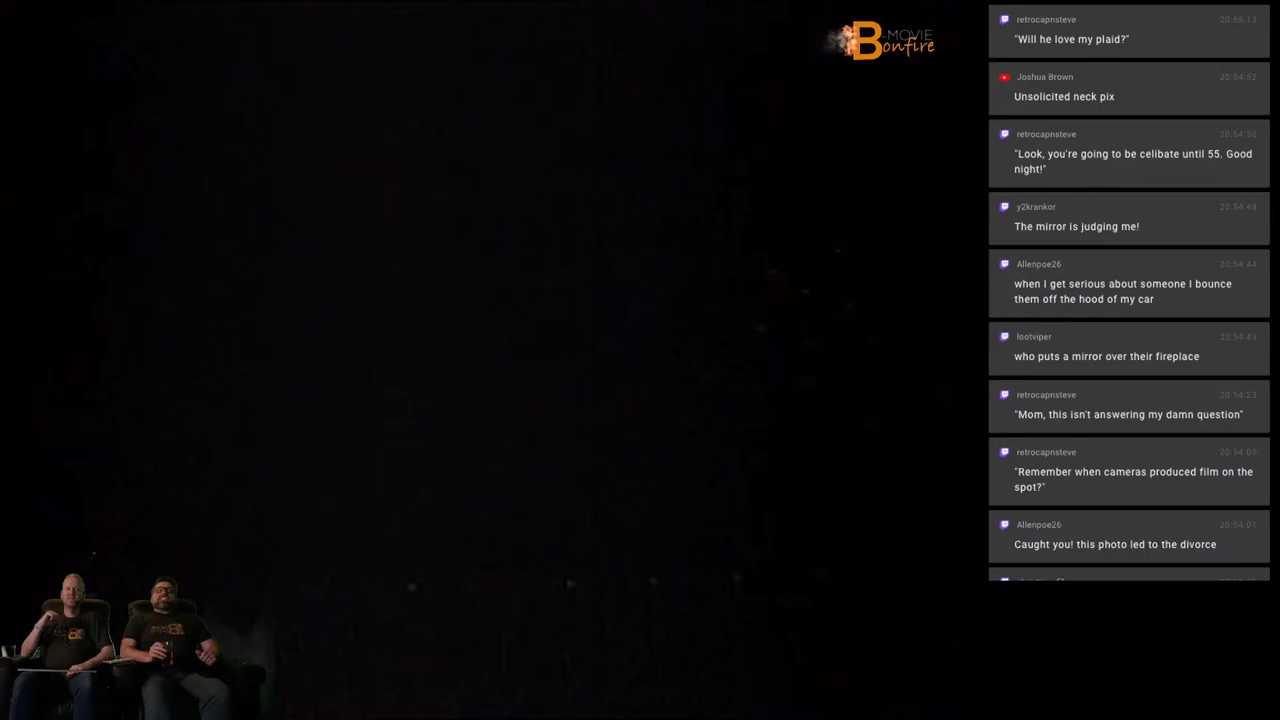 B-MOVIE
Bonfire
retrocapnsteve 20:55:13
"Will he love my plaid?"
Joshua Brown 20:54:52
Unsolicited neck pix
retrocapnsteve 20:54:50
"Look, you're going to be celibate until 55. Good
night!"
y2krankor 20:54:48
The mirror is judging me!
Allenpoe26 20:54:44
when I get serious about someone I bounce
them off the hood of my car
lootviper 20:54:43
who puts a mirror over their fireplace
retrocapnsteve 20:54:23
"Mom, this isn't answering my damn question"
retrocapnsteve 20:54:05
"Remember when cameras produced film on the
spot?"
Allenpoe26 20:54:01
Caught you! this photo led to the divorce